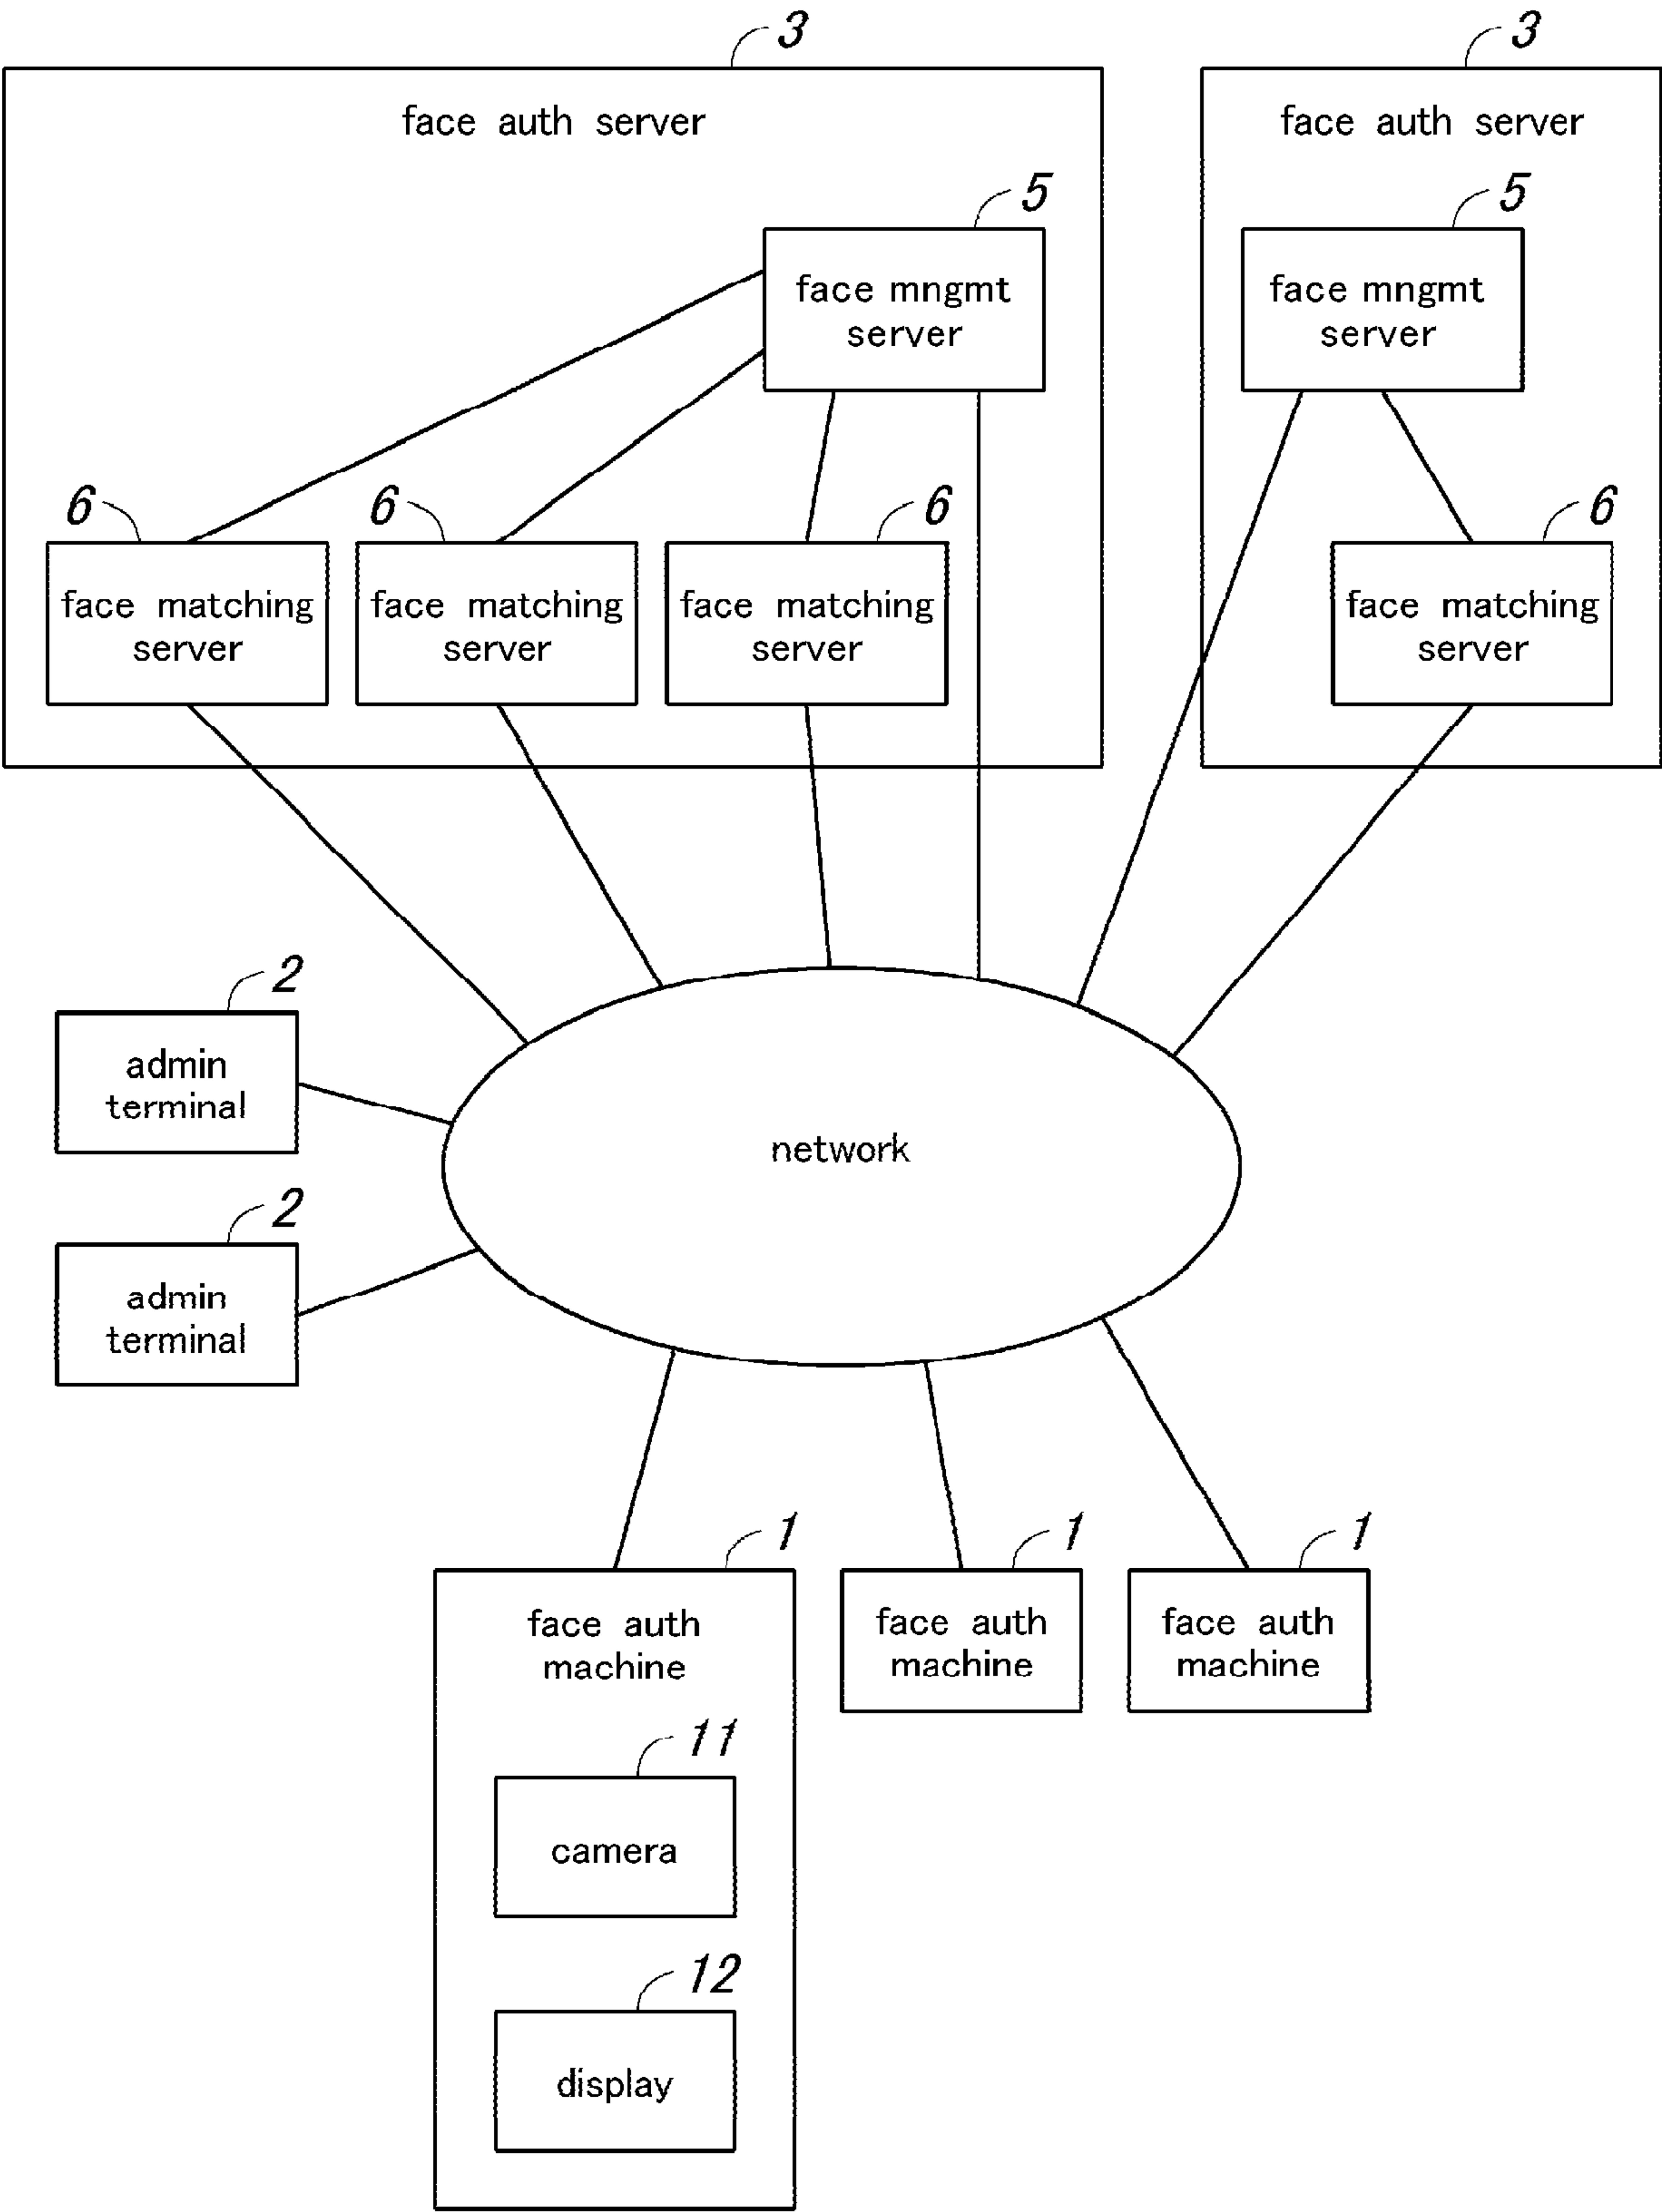 3
3
face auth server
face auth server
5
5
face mngmt
server
face mngmt
server
6
6
6
6
face matching
server
face matching
server
face matching
server
face matching
server
2
admin
terminal
network
2
admin
terminal
1
1
1
face auth
machine
face auth
machine
face auth
machine
11
camera
12
display